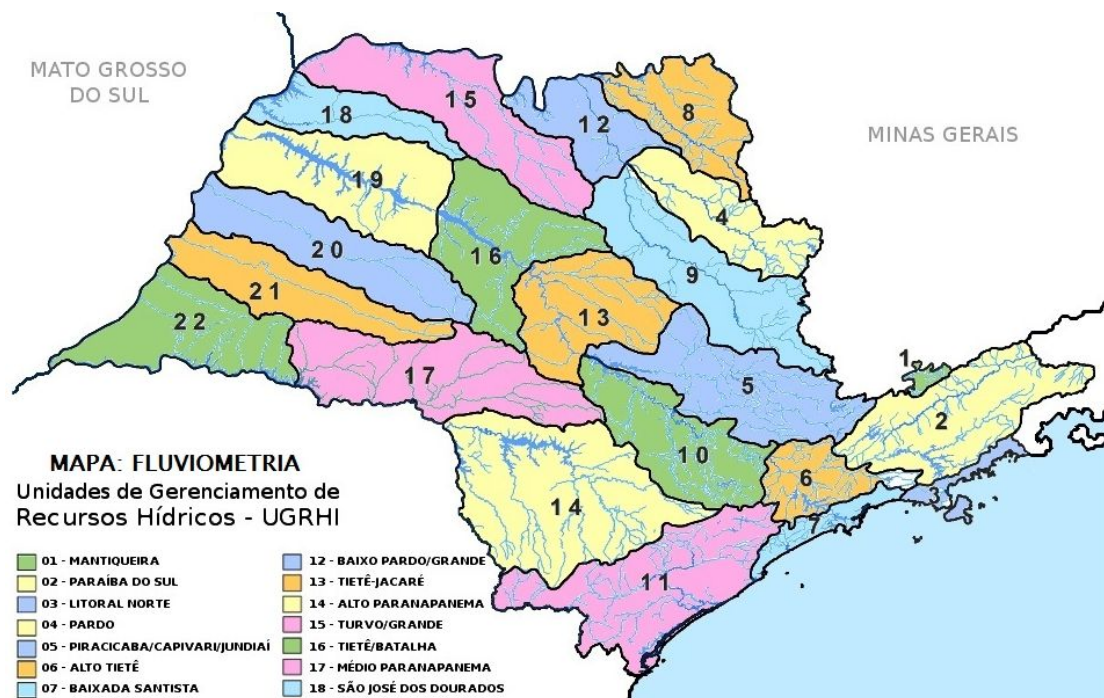 MATO GROSSO
DO SUL
MINAS GERAIS
15
18
12
8
19
4
20
16
9
21
13
22
17
5
1
2
10
6
3
14
7
11
MAPA: FLUVIOMETRIA
Unidades de Gerenciamento de
Recursos Hídricos - UGRHI
01 - MANTIQUEIRA
02 - PARAÍBA DO SUL
03 - LITORAL NORTE
04 - PARDO
05 - PIRACICABA/CAPIVARI/JUNDIAÍ
06 - ALTO TIETÊ
07 - BAIXADA SANTISTA
12 - BAIXO PARDO/GRANDE
13 - TIETÊ-JACARÉ
14 - ALTO PARANAPANEMA
15 - TURVO/GRANDE
16 - TIETÊ/BATALHA
17 - MÉDIO PARANAPANEMA
18 - SÃO JOSÉ DOS DOURADOS